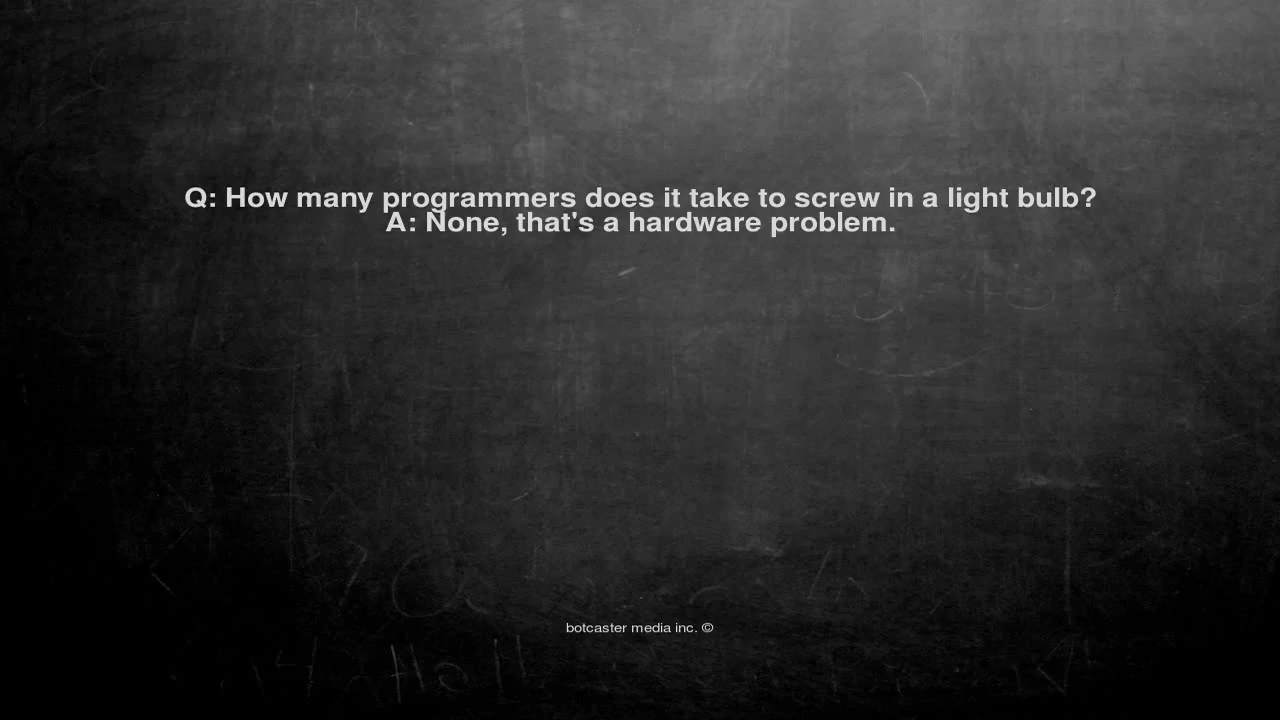 Q: How many programmers does it take to screw in a light bulb?
A: None, that's a hardware problem.
botcaster media inc. ©